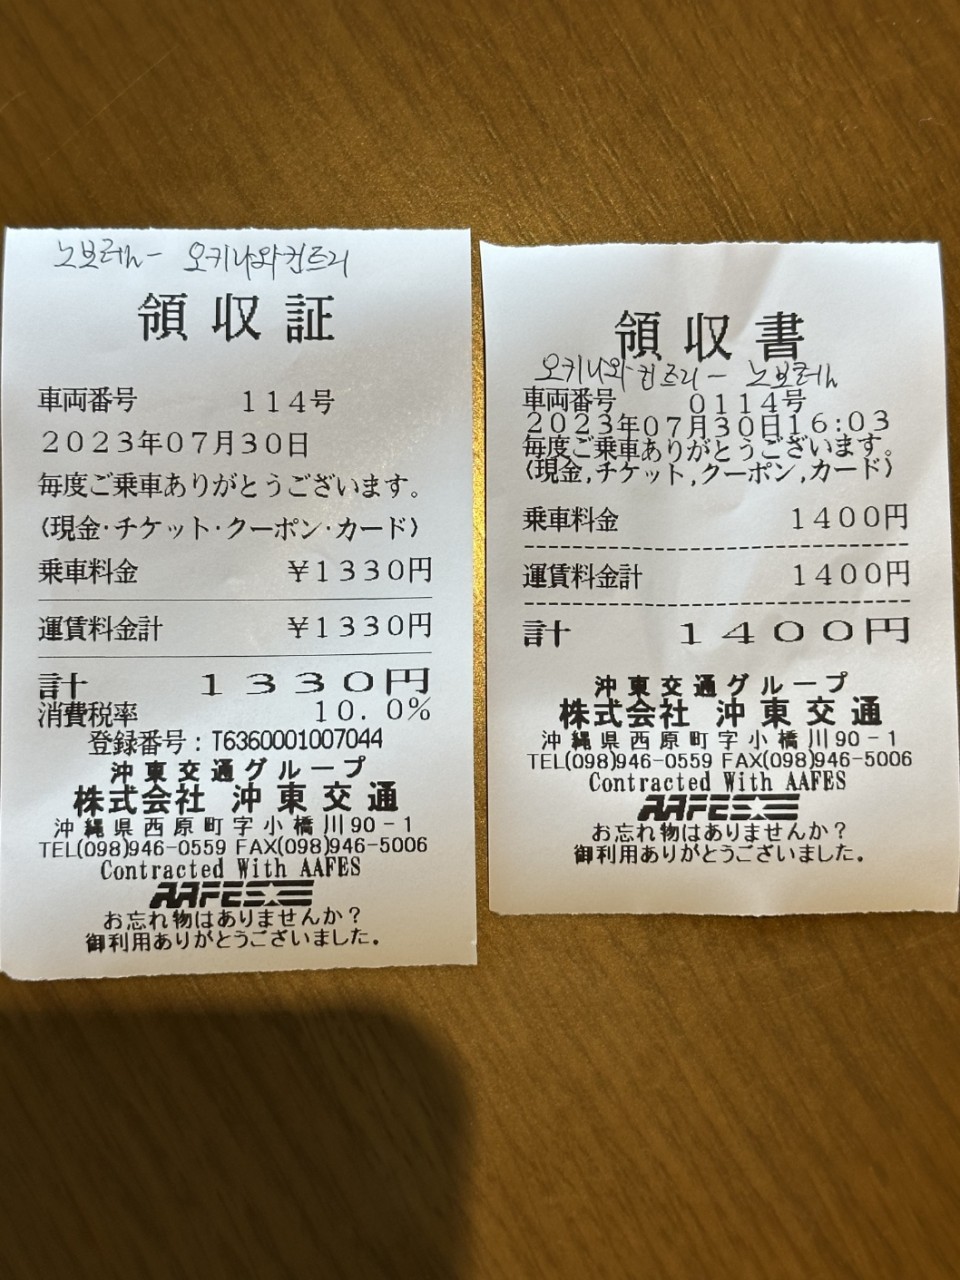 노보텔 - 오키나와컨트리
領収証
車両番号 114号
2023年07月30日
毎度ご乗車ありがとうございます。
(現金・チケット・クーポン・カード)
乗車料金 ¥1330円
運賃料金計 ¥1330円
計 1330円
消費税率 10.0%
登録番号:T6360001007044
沖東交通グループ
株式会社 沖東交通
沖縄県西原町字小橋川90-1
TEL(098)946-0559 FAX(098)946-5006
Contracted With AAFES
AAFES
お忘れ物はありませんか?
御利用ありがとうございました。
領収書
오키나와컨트리 - 노보텔
車両番号 0114号
2023年07月30日16:03
毎度ご乗車ありがとうございます。
(現金,チケット,クーポン,カード)
乗車料金 1400円
運賃料金計 1400円
計 1400円
沖東交通グループ
株式会社 沖東交通
沖縄県西原町字小橋川90-1
TEL(098)946-0559 FAX(098)946-5006
Contracted With AAFES
AAFES
お忘れ物はありませんか?
御利用ありがとうございました。